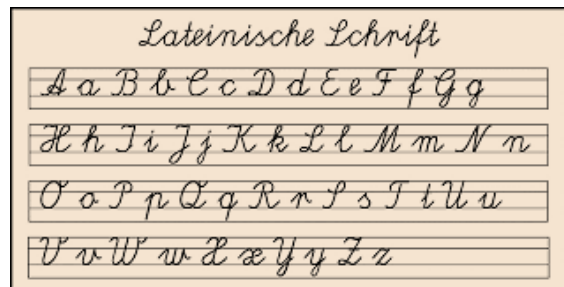 Lateinische Schrift
A a B b C c D d E e F f G g
H h I i J j K k L l M m N n
O o P p Q q R r S s T t U u
V v W w X x Y y Z z